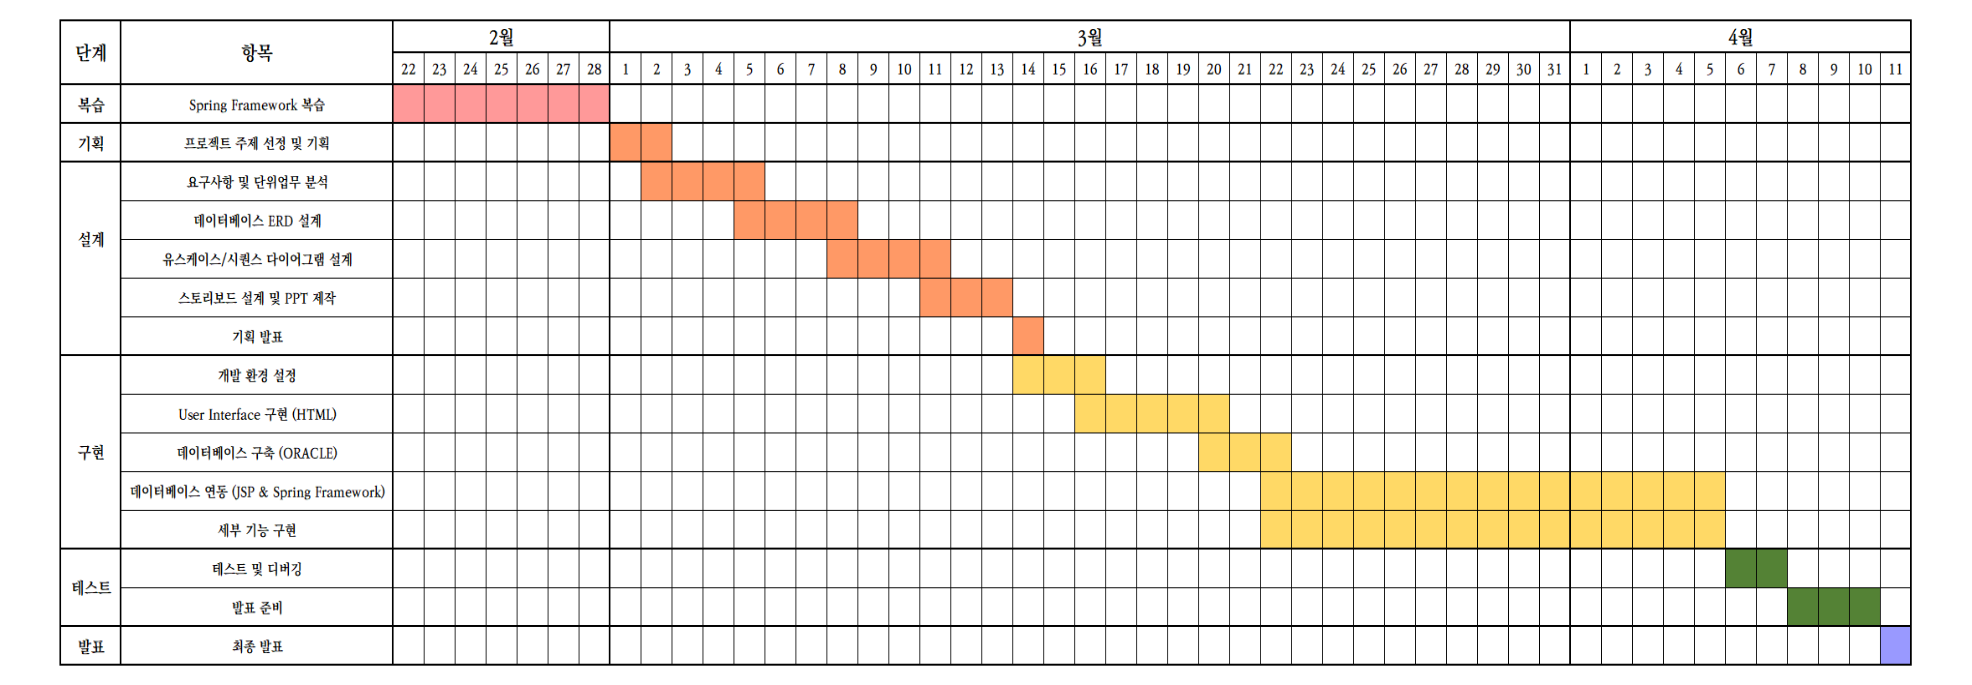 단계 항목 2월 3월 4월
22 23 24 25 26 27 28 1 2 3 4 5 6 7 8 9 10 11 12 13 14 15 16 17 18 19 20 21 22 23 24 25 26 27 28 29 30 31 1 2 3 4 5 6 7 8 9 10 11
복습 Spring Framework 복습
기획 프로젝트 주제 선정 및 기획
설계 요구사항 및 단위업무 분석
데이터베이스 ERD 설계
유스케이스/시퀀스 다이어그램 설계
스토리보드 설계 및 PPT 제작
기획 발표
구현 개발 환경 설정
User Interface 구현 (HTML)
데이터베이스 구축 (ORACLE)
데이터베이스 연동 (JSP & Spring Framework)
세부 기능 구현
테스트 테스트 및 디버깅
발표 준비
발표 최종 발표